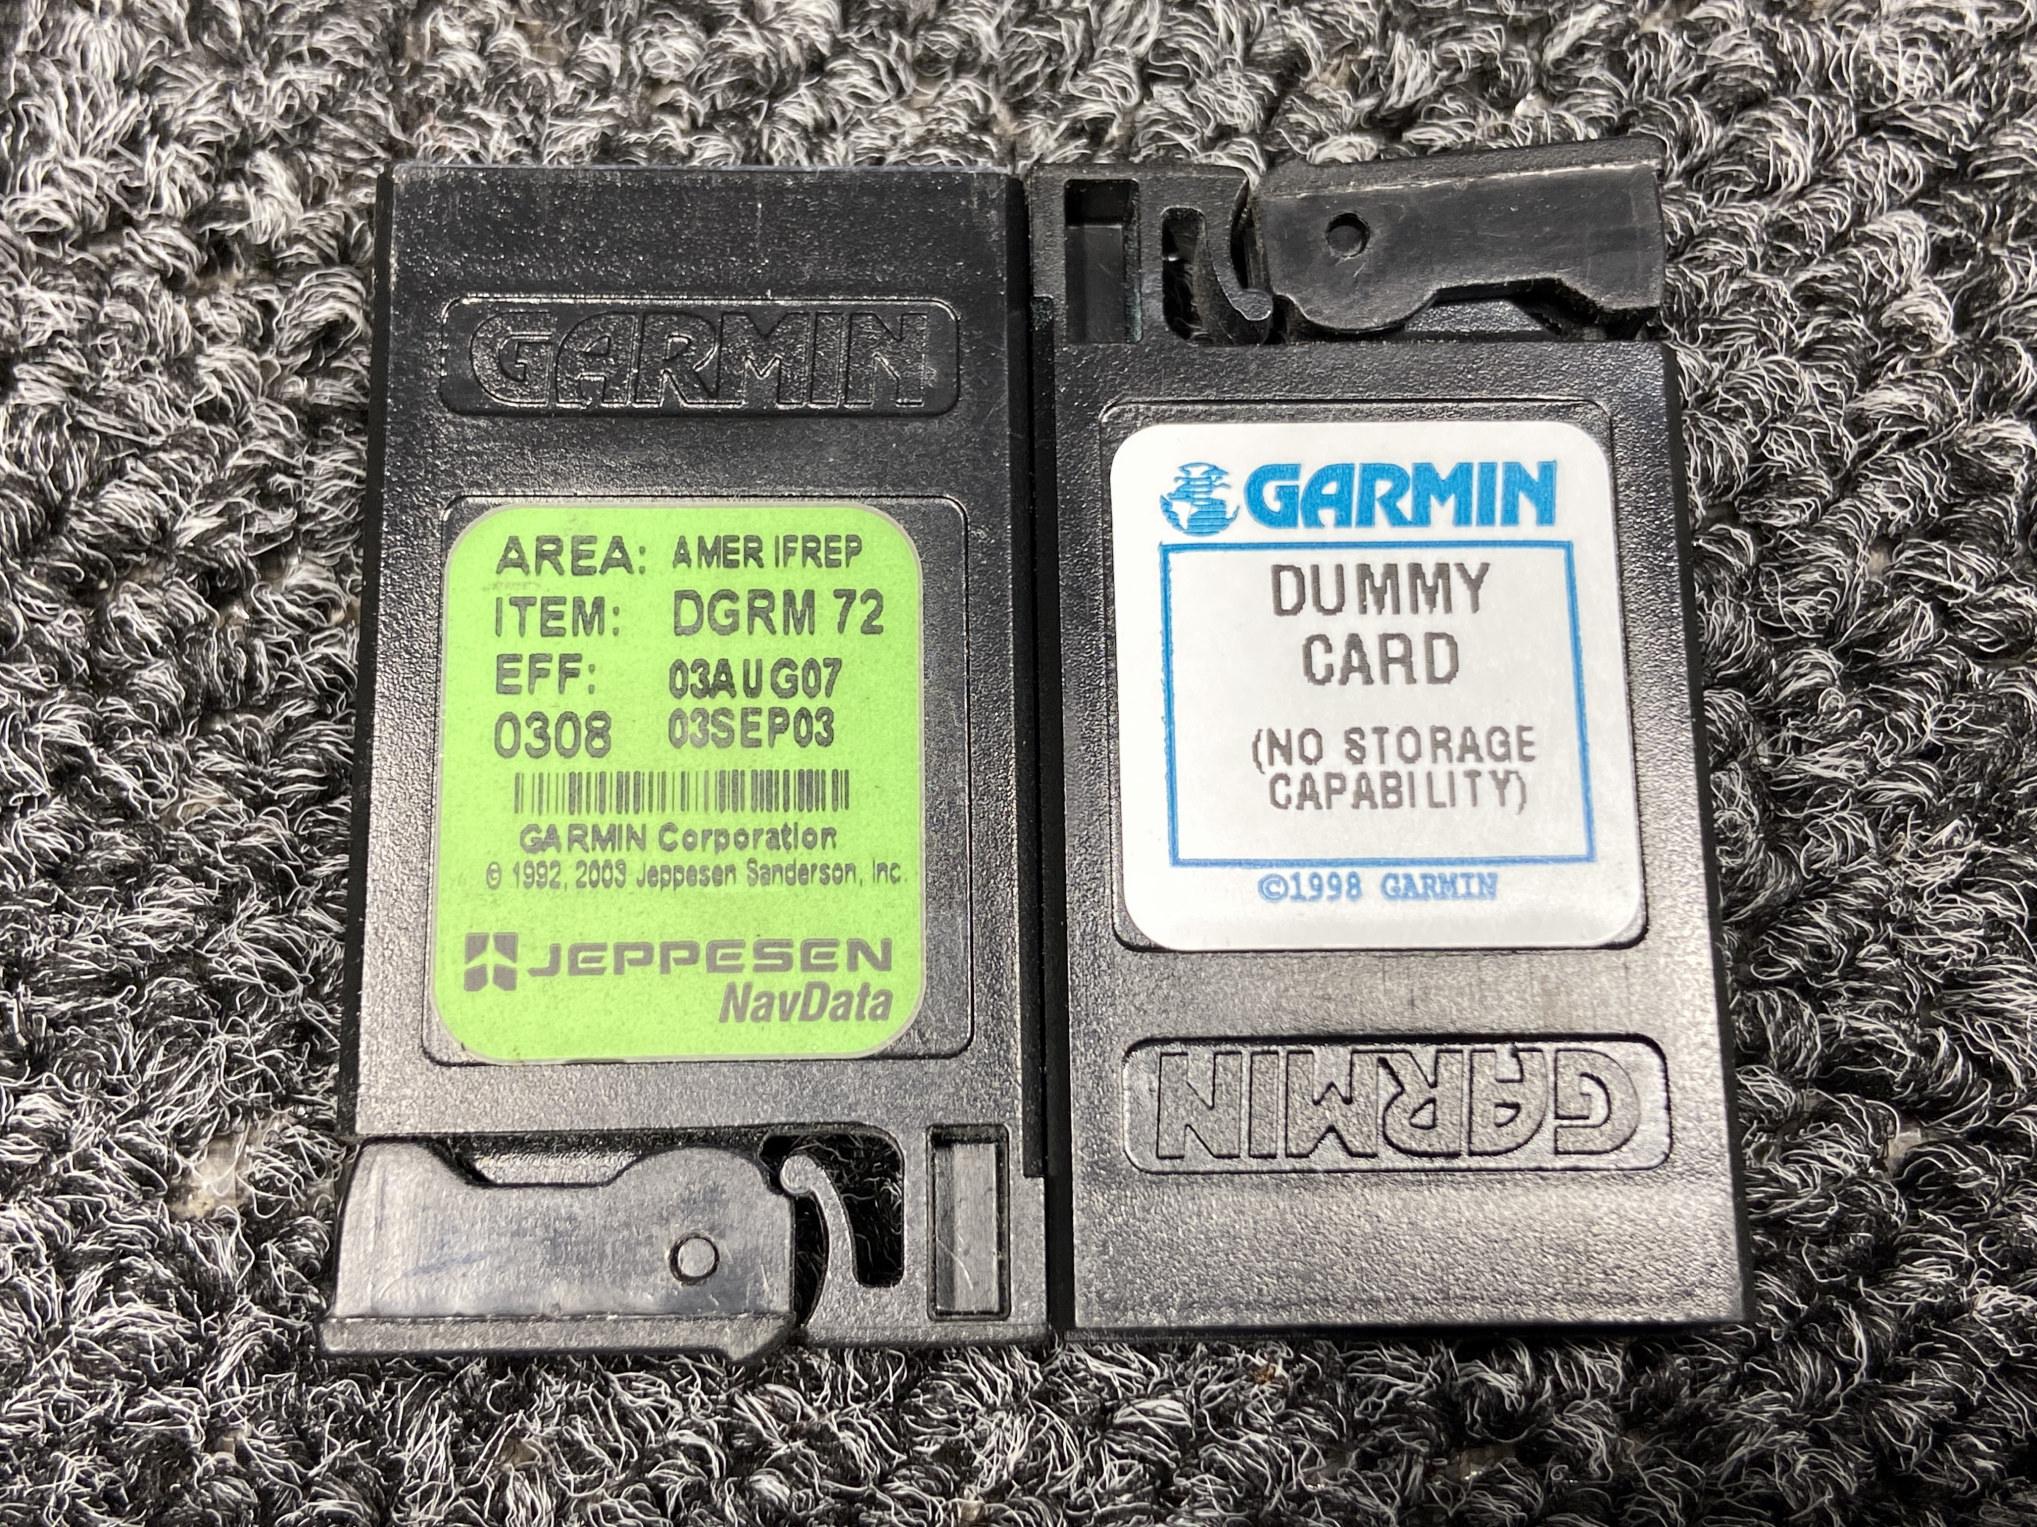 GARMIN
AREA: AMER IFREP
ITEM: DGRM 72
EFF: 03AUG07
0308 03SEP03
GARMIN Corporation
© 1992, 2003 Jeppesen Sanderson, Inc.
JEPPESEN
NavData
GARMIN
DUMMY
CARD
(NO STORAGE
CAPABILITY)
©1998 GARMIN
GARMIN